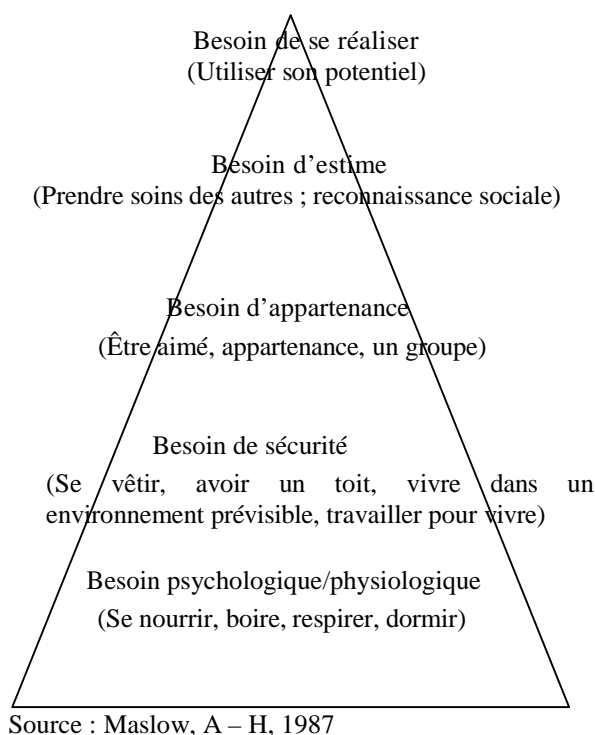 Besoin de se réaliser
(Utiliser son potentiel)
Besoin d’estime
(Prendre soins des autres ; reconnaissance sociale)
Besoin d’appartenance
(Être aimé, appartenance, un groupe)
Besoin de sécurité
(Se vêtir, avoir un toit, vivre dans un
environnement prévisible, travailler pour vivre)
Besoin psychologique/physiologique
(Se nourrir, boire, respirer, dormir)
Source : Maslow, A – H, 1987